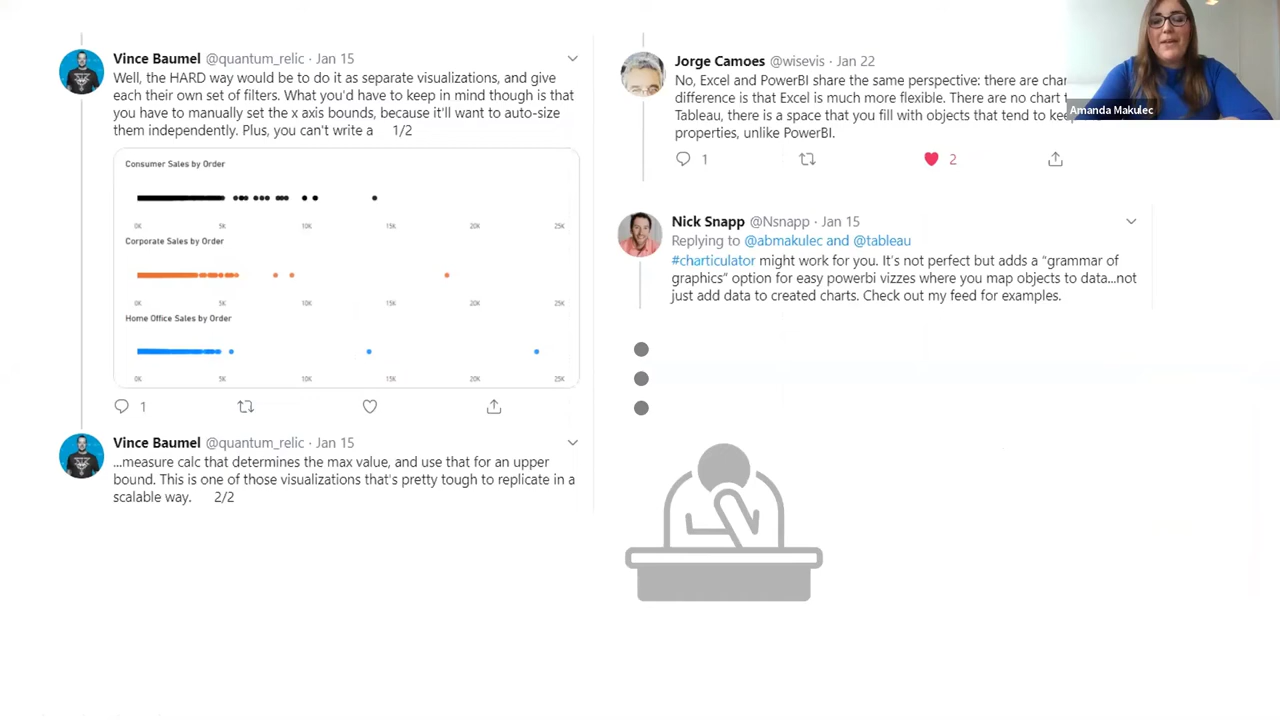 Vince Baumel @quantum_relic · Jan 15
Well, the HARD way would be to do it as separate visualizations, and give
each their own set of filters. What you'd have to keep in mind though is that
you have to manually set the x axis bounds, because it'll want to auto-size
them independently. Plus, you can't write a 1/2
Consumer Sales by Order
0K 5K 10K 15K 20K 25K
Corporate Sales by Order
0K 5K 10K 15K 20K 25K
Home Office Sales by Order
0K 5K 10K 15K 20K 25K
1
Vince Baumel @quantum_relic · Jan 15
...measure calc that determines the max value, and use that for an upper
bound. This is one of those visualizations that's pretty tough to replicate in a
scalable way. 2/2
Jorge Camoes @wisevis · Jan 22
No, Excel and PowerBI share the same perspective: there are
difference is that Excel is much more flexible. There are no chart
Tableau, there is a space that you fill with objects that tend to
properties, unlike PowerBI.
1 2
Nick Snapp @Nsnapp · Jan 15
Replying to @abmakulec and @tableau
#charticulator might work for you. It's not perfect but adds a “grammar of
graphics” option for easy powerbi vizzes where you map objects to data...not
just add data to created charts. Check out my feed for examples.
Amanda Makulec